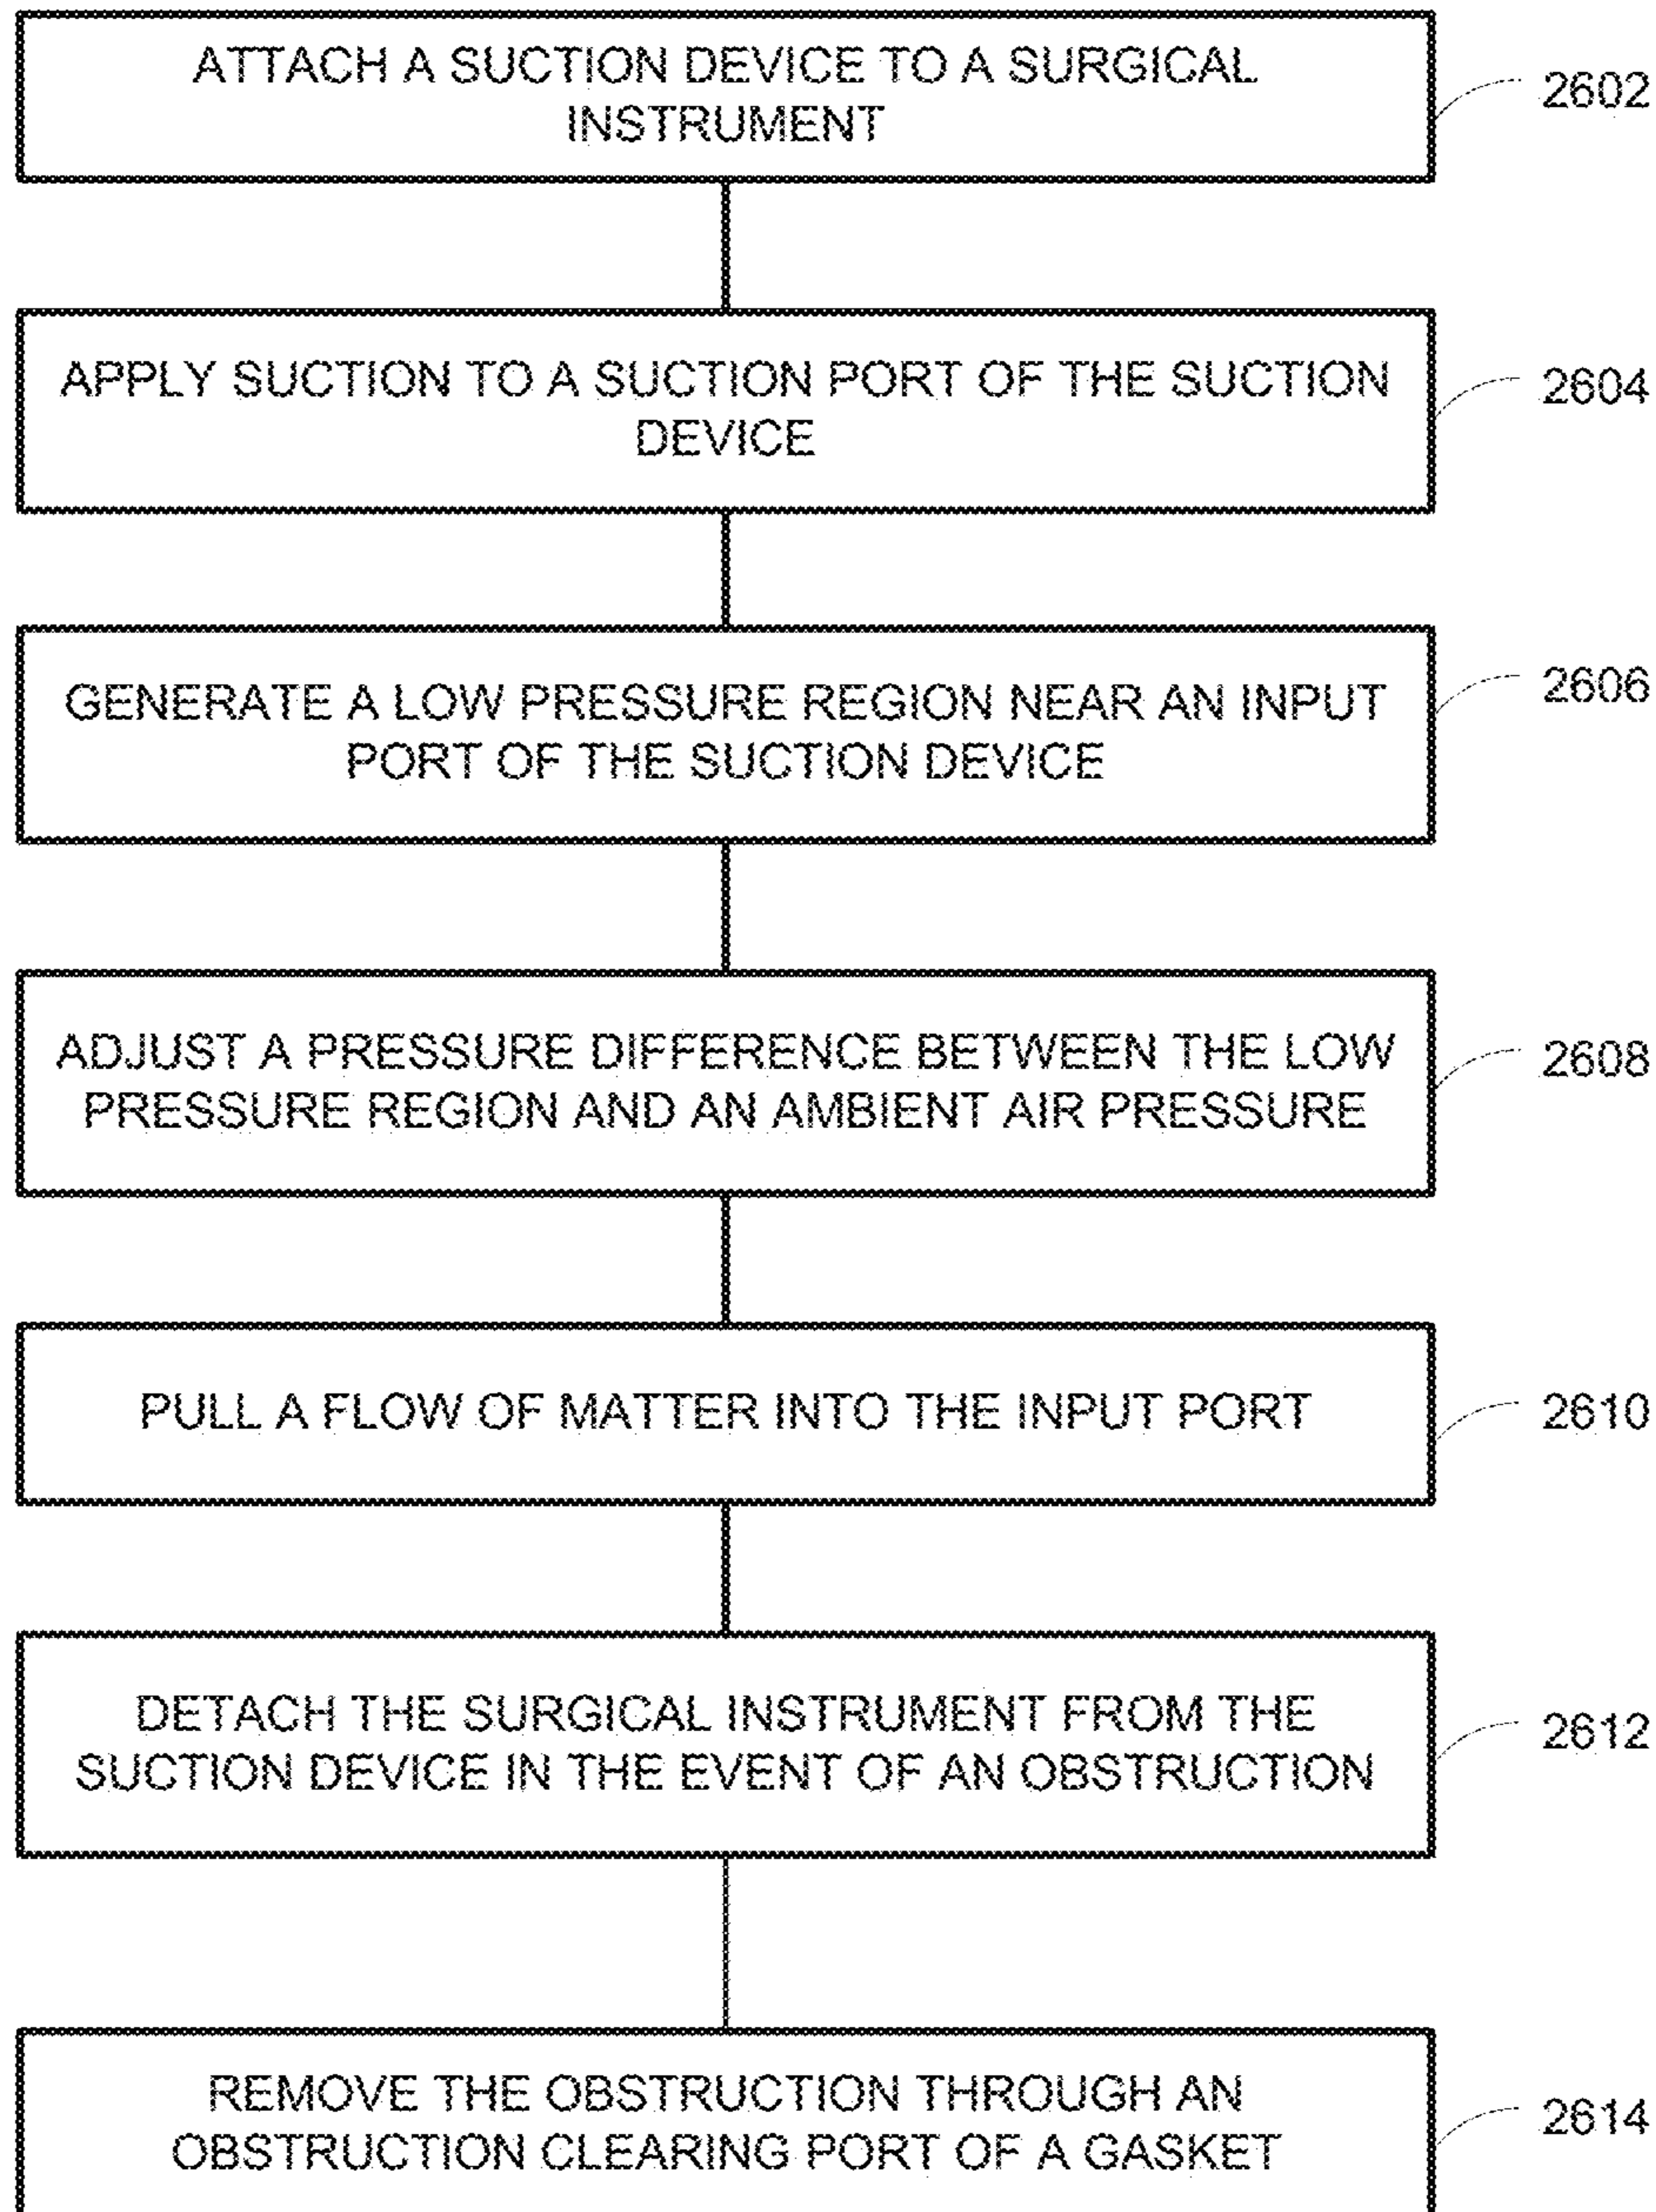 ATTACH A SUCTION DEVICE TO A SURGICAL
INSTRUMENT
2602
APPLY SUCTION TO A SUCTION PORT OF THE SUCTION
DEVICE
2604
GENERATE A LOW PRESSURE REGION NEAR AN INPUT
PORT OF THE SUCTION DEVICE
2606
ADJUST A PRESSURE DIFFERENCE BETWEEN THE LOW
PRESSURE REGION AND AN AMBIENT AIR PRESSURE
2608
PULL A FLOW OF MATTER INTO THE INPUT PORT
2610
DETACH THE SURGICAL INSTRUMENT FROM THE
SUCTION DEVICE IN THE EVENT OF AN OBSTRUCTION
2612
REMOVE THE OBSTRUCTION THROUGH AN
OBSTRUCTION CLEARING PORT OF A GASKET
2614